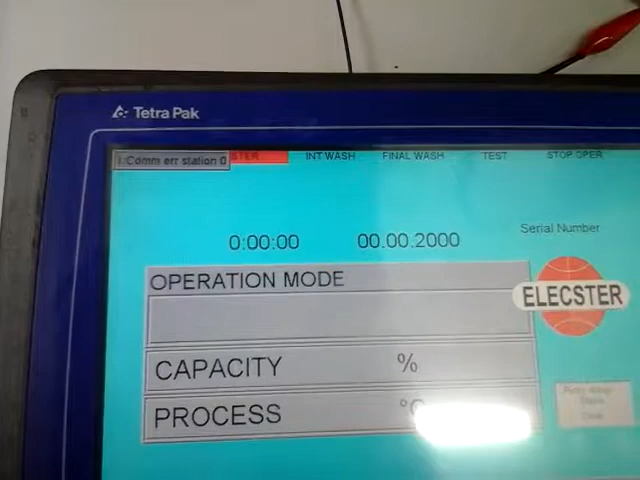 Tetra Pak
Comm err station 0
STER.
INT WASH
FINAL WASH
TEST
STOP OPER
0:00:00
00.00.2000
Serial Number
OPERATION MODE
ELECSTER
CAPACITY %
PROCESS °C